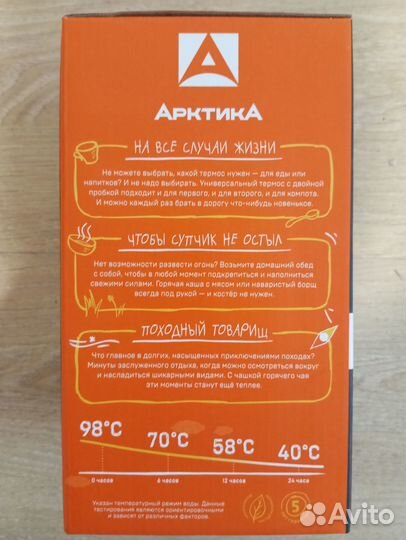 АРКТИКА
НА ВСЕ СЛУЧАИ ЖИЗНИ
Не можете выбрать, какой термос нужен — для еды или
напитков? И не надо выбирать. Универсальный термос с двойной
пробкой подходит и для первого, и для второго, и для компота.
И можно каждый раз брать в дорогу что-нибудь новенькое.
ЧТОБЫ СУПЧИК НЕ ОСТЫЛ
Нет возможности развести огонь? Возьмите домашний обед
с собой, чтобы в любой момент подкрепиться и наполниться
свежими силами. Горячая каша с мясом или наваристый борщ
всегда под рукой — и костёр не нужен.
ПОХОДНЫЙ ТОВАРИЩ
Что главное в долгих, насыщенных приключениями походах?
Минуты заслуженного отдыха, когда можно осмотреться вокруг
и насладиться шикарными видами. С чашкой горячего чая
эти моменты станут ещё теплее.
98°C 70°C 58°C 40°C
0 часов 6 часов 12 часов 24 часа
Указан температурный режим воды. Данные
тестирования являются ориентировочными
и зависят от различных факторов.
5
Avito